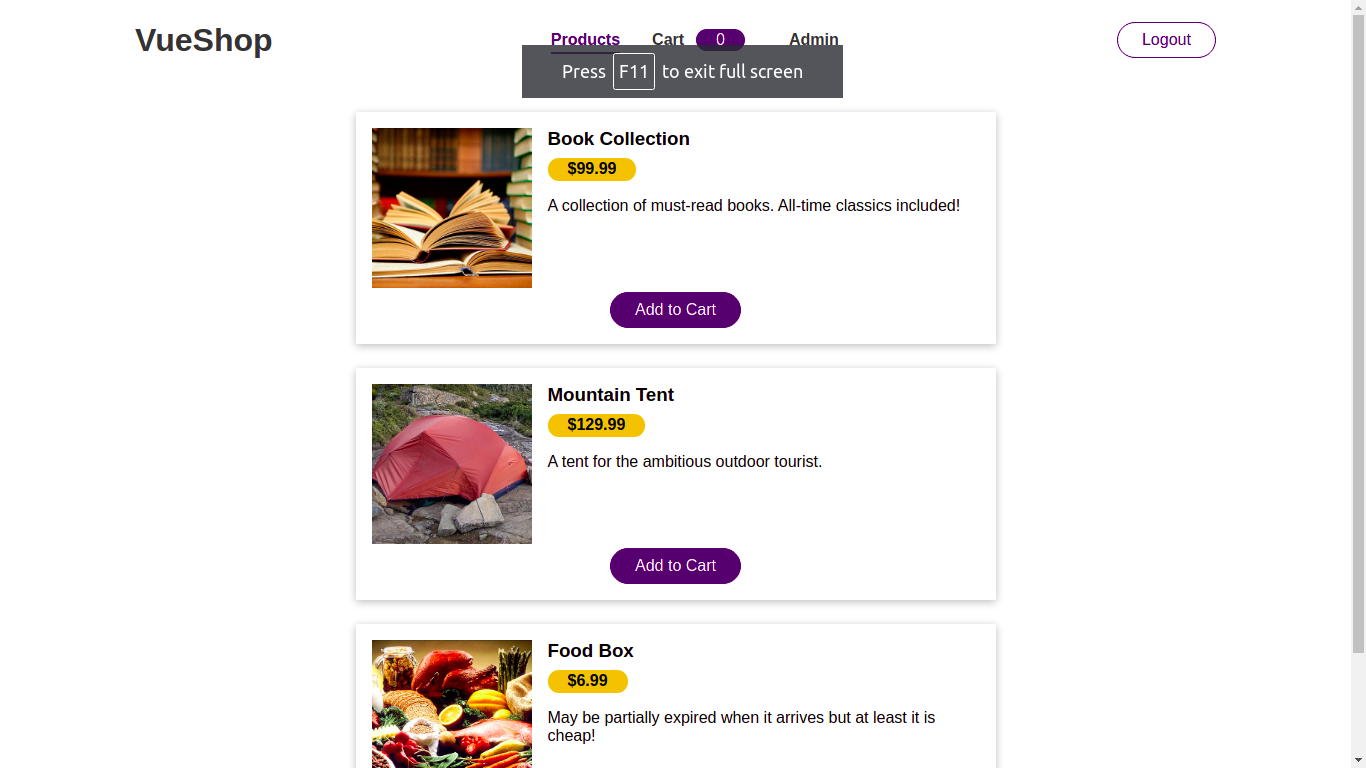 VueShop
Products Cart 0 Admin
Logout
Press F11 to exit full screen
Book Collection
$99.99
A collection of must-read books. All-time classics included!
Add to Cart
Mountain Tent
$129.99
A tent for the ambitious outdoor tourist.
Add to Cart
Food Box
$6.99
May be partially expired when it arrives but at least it is
cheap!